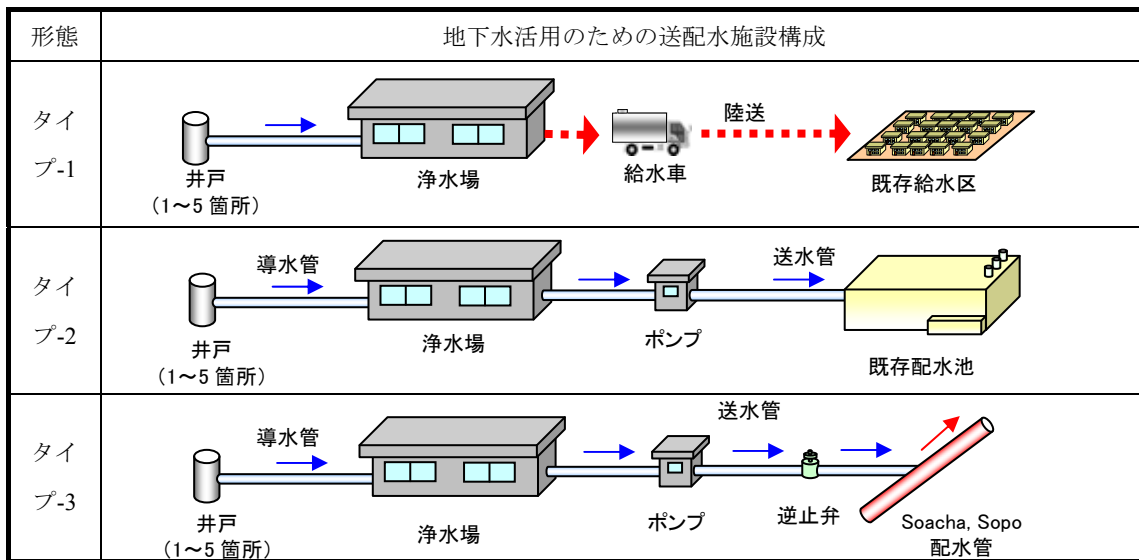 形態
地下水活用のための送配水施設構成
タイ
プ-1
井戸
(1～5 箇所)
浄水場
給水車
陸送
既存給水区
タイ
プ-2
導水管
井戸
(1～5 箇所)
浄水場
ポンプ
送水管
既存配水池
タイ
プ-3
導水管
井戸
(1～5 箇所)
浄水場
ポンプ
送水管
逆止弁
Soacha, Sopo
配水管